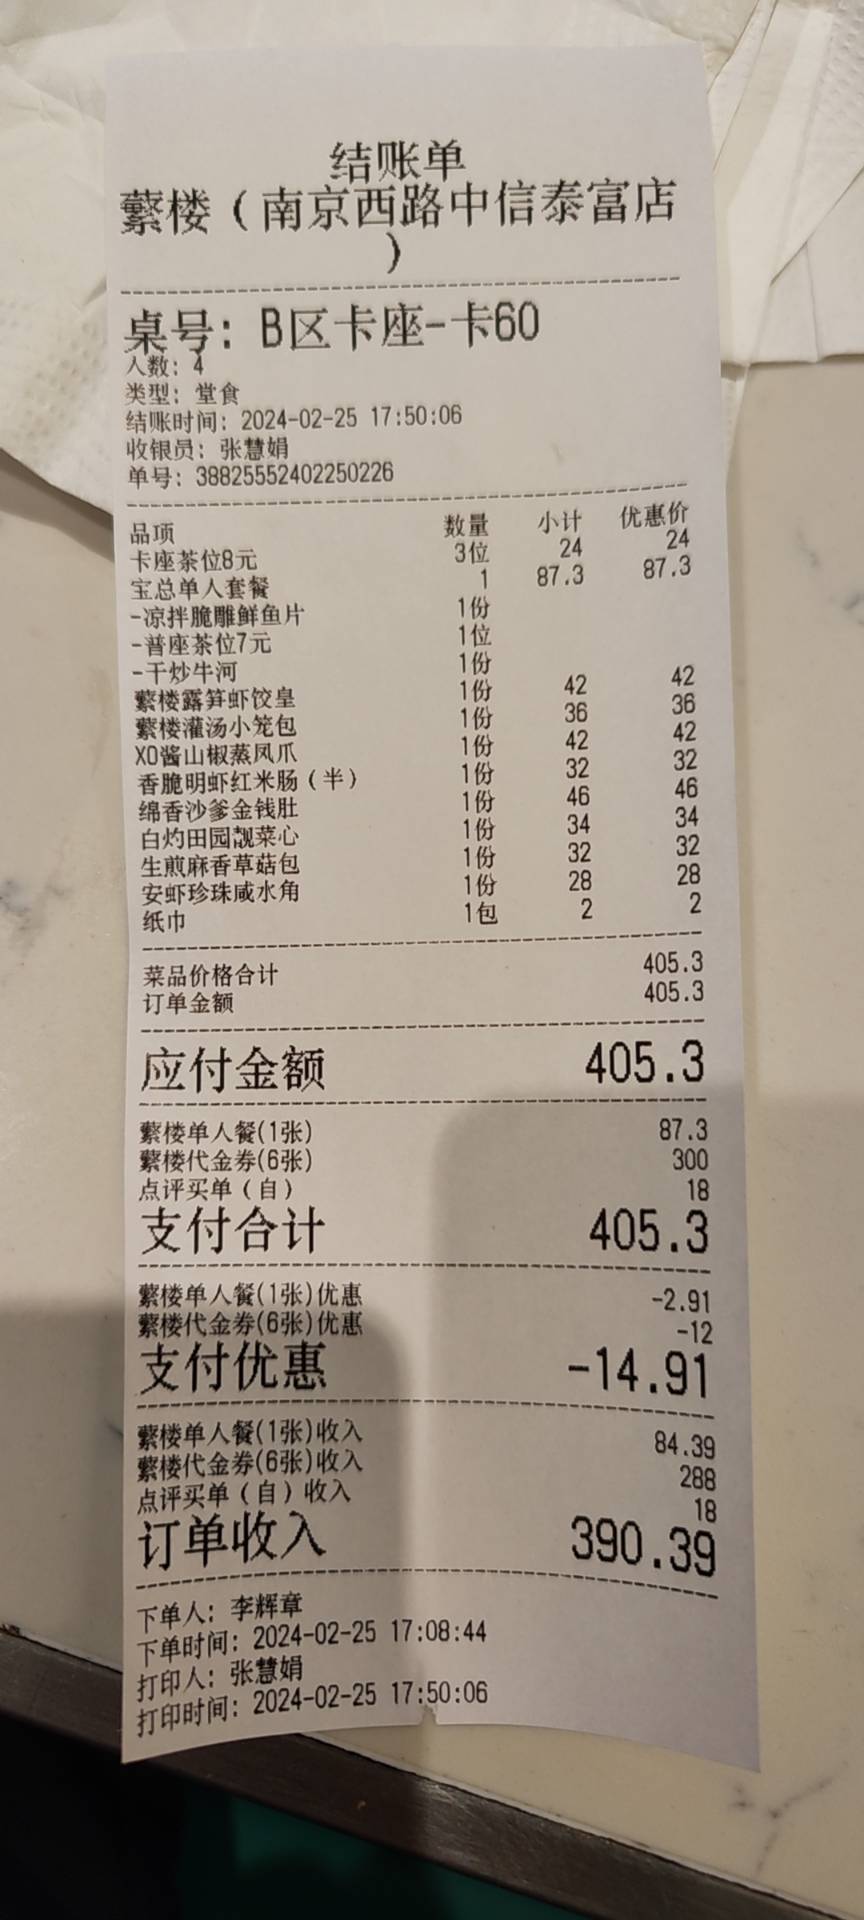 结账单
蘩楼（南京西路中信泰富店
）
桌号: B区卡座-卡60
人数: 4
类型: 堂食
结账时间: 2024-02-25 17:50:06
收银员: 张慧娟
单号: 38825552402250226
品项 数量 小计 优惠价
卡座茶位8元 3位 24 24
宝总单人套餐 1 87.3 87.3
-凉拌脆雕鲜鱼片 1份
-普座茶位7元 1位
-干炒牛河 1份
蘩楼露笋虾饺皇 1份 42 42
蘩楼灌汤小笼包 1份 36 36
XO酱山椒蒸凤爪 1份 42 42
香脆明虾红米肠（半） 1份 32 32
绵香沙爹金钱肚 1份 46 46
白灼田园靓菜心 1份 34 34
生煎麻香草菇包 1份 32 32
安虾珍珠咸水角 1份 28 28
纸巾 1包 2 2
菜品价格合计 405.3
订单金额 405.3
应付金额 405.3
蘩楼单人餐(1张) 87.3
蘩楼代金券(6张) 300
点评买单（自） 18
支付合计 405.3
蘩楼单人餐(1张)优惠 -2.91
蘩楼代金券(6张)优惠 -12
支付优惠 -14.91
蘩楼单人餐(1张)收入 84.39
蘩楼代金券(6张)收入 288
点评买单（自）收入 18
订单收入 390.39
下单人: 李辉章
下单时间: 2024-02-25 17:08:44
打印人: 张慧娟
打印时间: 2024-02-25 17:50:06